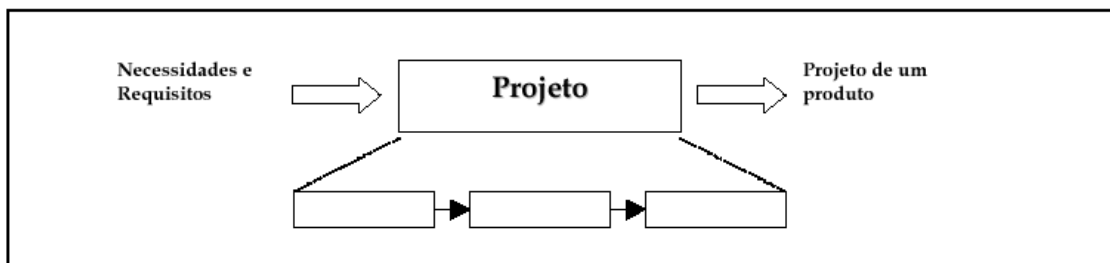 Necessidades e
Requisitos
Projeto
Projeto de um
produto